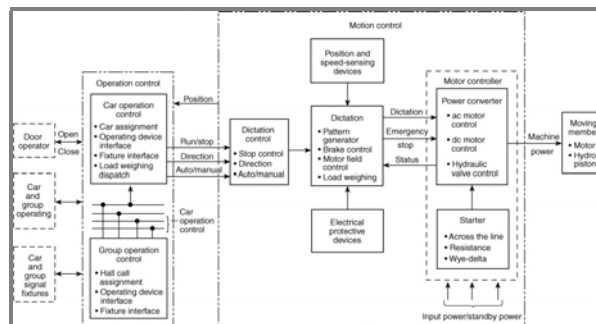 Motion control
Operation control
Car operation
control
• Car assignment
• Operating device
interface
• Fixture interface
• Load weighing
dispatch
Door
operator
Open
Close
Car
and
group
operating
Car
and
group
signal
fixtures
Car
operation
control
Group operation
control
• Hall call
assignment
• Operating device
interface
• Fixture interface
Position
Run/stop
Direction
Auto/manual
Dictation
control
• Stop control
• Direction
• Auto/manual
Position and
speed-sensing
devices
Dictation
• Pattern
generator
• Brake control
• Motor field
control
• Load weighing
Electrical
protective
devices
Dictation
Emergency
stop
Status
Motor controller
Power converter
• ac motor
control
• dc motor
control
• Hydraulic
valve control
Starter
• Across the line
• Resistance
• Wye-delta
Input power/standby power
Machine
power
Moving
memb
• Motor
• Hydro
piston